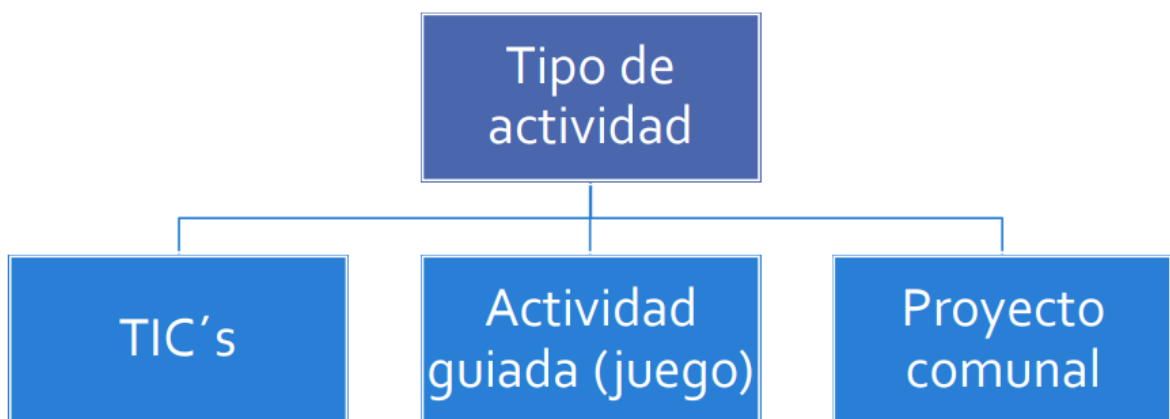 Tipo de
actividad
TIC´s
Actividad
guiada (juego)
Proyecto
comunal